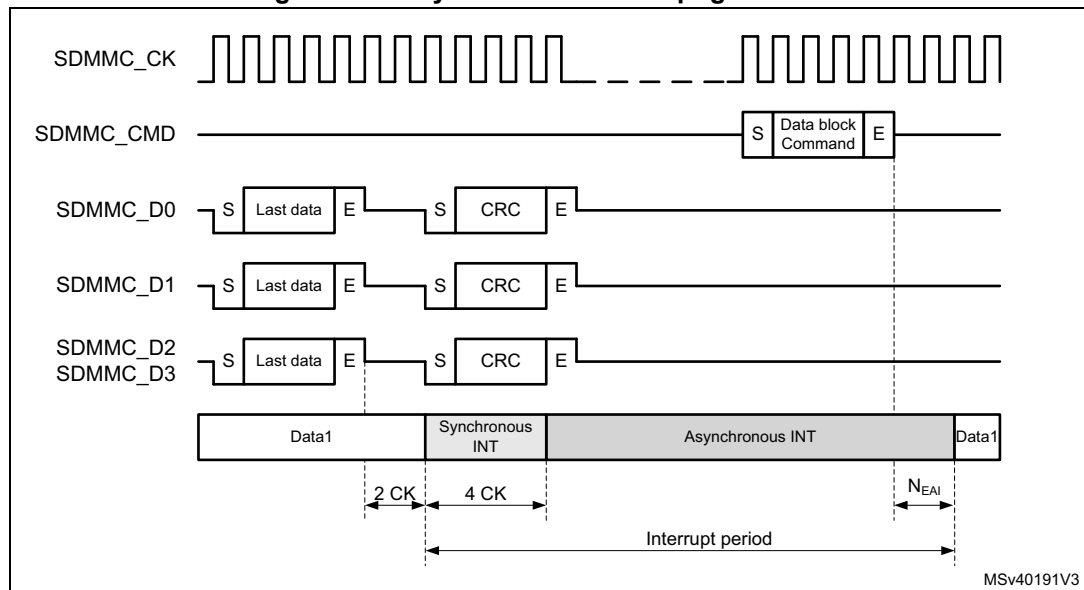 SDMMC_CK
SDMMC_CMD
S
Data block
Command
E
SDMMC_D0
S
Last data
E
S
CRC
E
SDMMC_D1
S
Last data
E
S
CRC
E
SDMMC_D2
SDMMC_D3
S
Last data
E
S
CRC
E
Data1
Synchronous
INT
Asynchronous INT
Data1
2 CK
4 CK
NEAI
Interrupt period
MSv40191V3